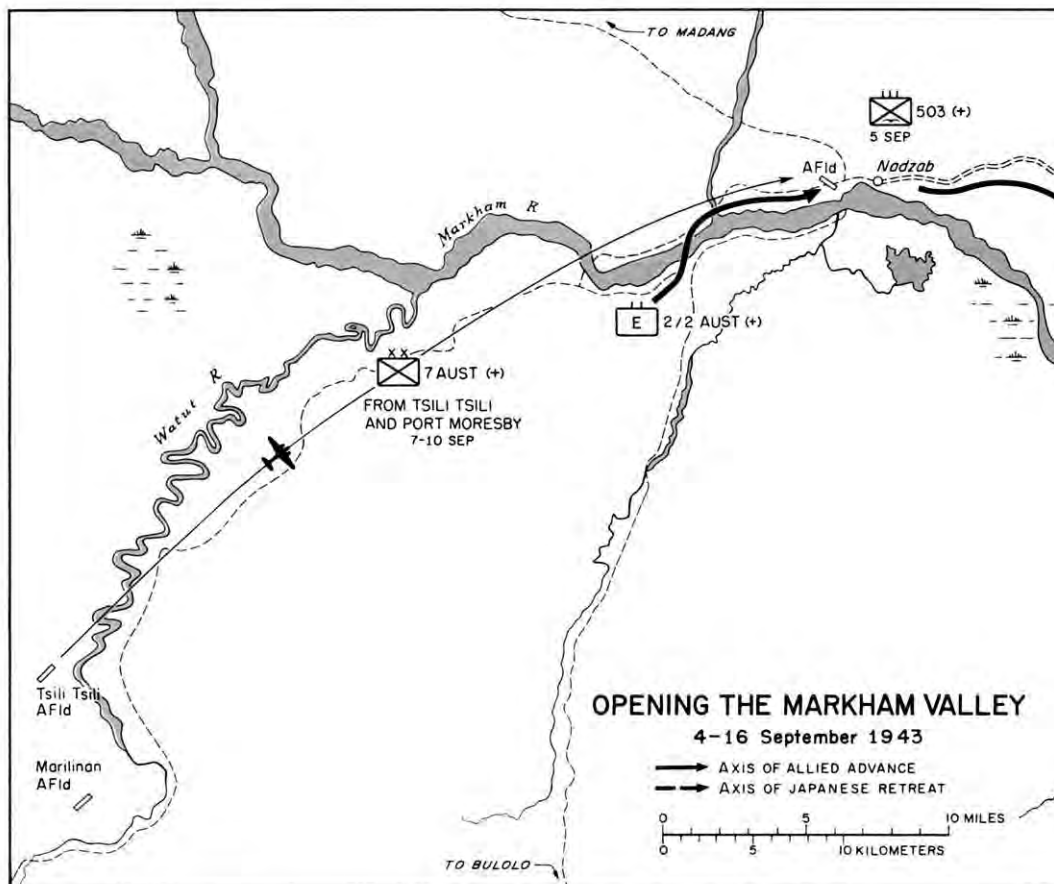 TO MADANG
503 (+)
5 SEP
AFld
Nadzab
Markham R
E
2/2 AUST (+)
XX
7 AUST (+)
FROM TSILI TSILI
AND PORT MORESBY
7-10 SEP
Watut R
Tsili Tsili
AFld
Marilinan
AFld
OPENING THE MARKHAM VALLEY
4-16 September 1943
AXIS OF ALLIED ADVANCE
AXIS OF JAPANESE RETREAT
0 5 10 MILES
0 5 10 KILOMETERS
TO BULOLO